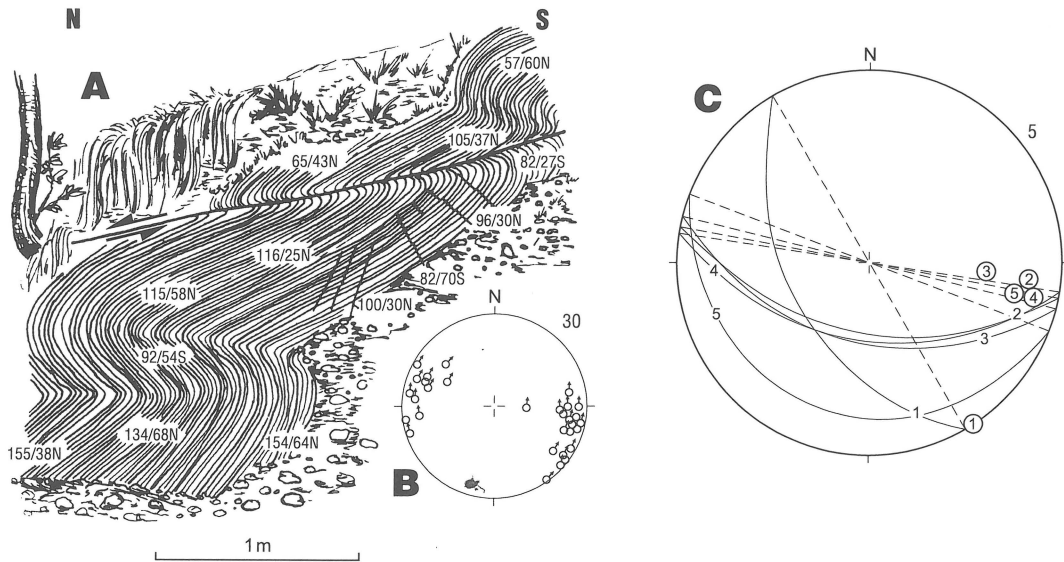 N
S
A
57/60N
105/37N
65/43N
82/27S
96/30N
116/25N
82/70S
115/58N
100/30N
92/54S
134/68N
154/64N
155/38N
1m
N
30
B
N
C
5
3
2
5
4
4
2
5
3
1
1